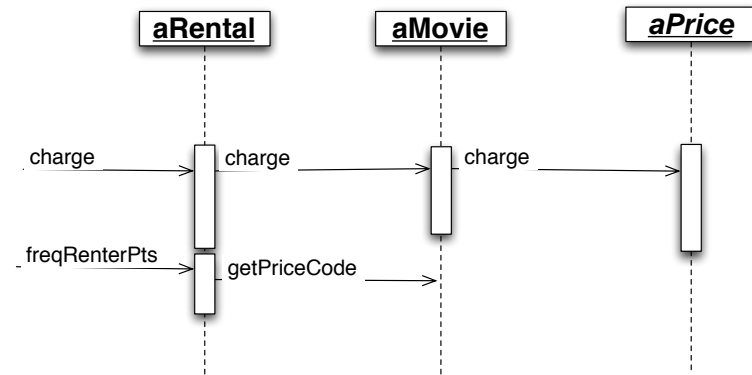 aRental
aMovie
aPrice
charge
charge
charge
freqRenterPts
getPriceCode